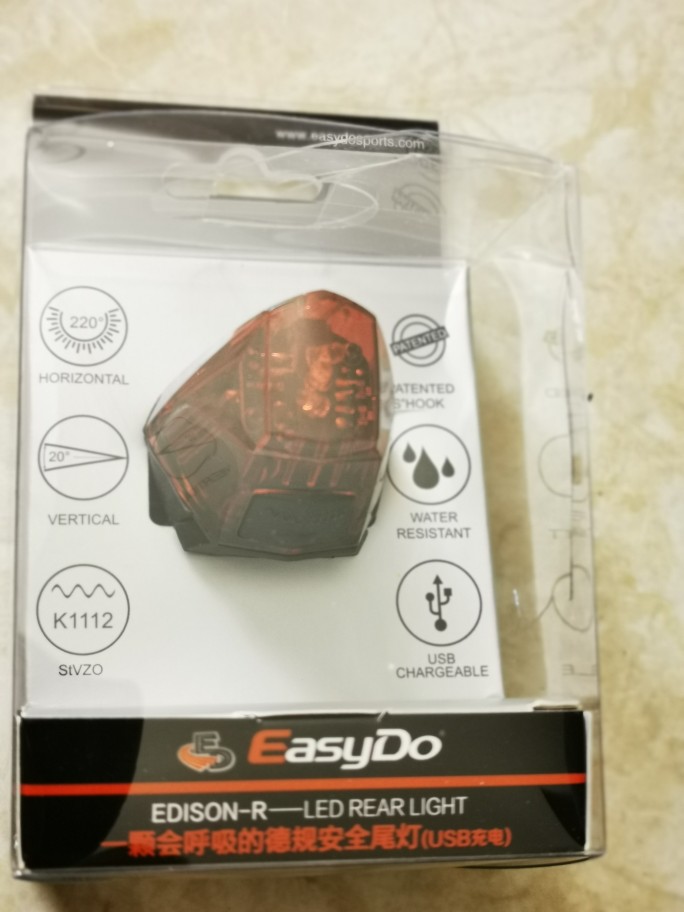 www.easydosports.com
220°
HORIZONTAL
PATENTED
PATENTED
"S"HOOK
20°
VERTICAL
WATER
RESISTANT
K1112
StVZO
USB
CHARGEABLE
EasyDo
EDISON-R—LED REAR LIGHT
一颗会呼吸的德规安全尾灯(USB充电)